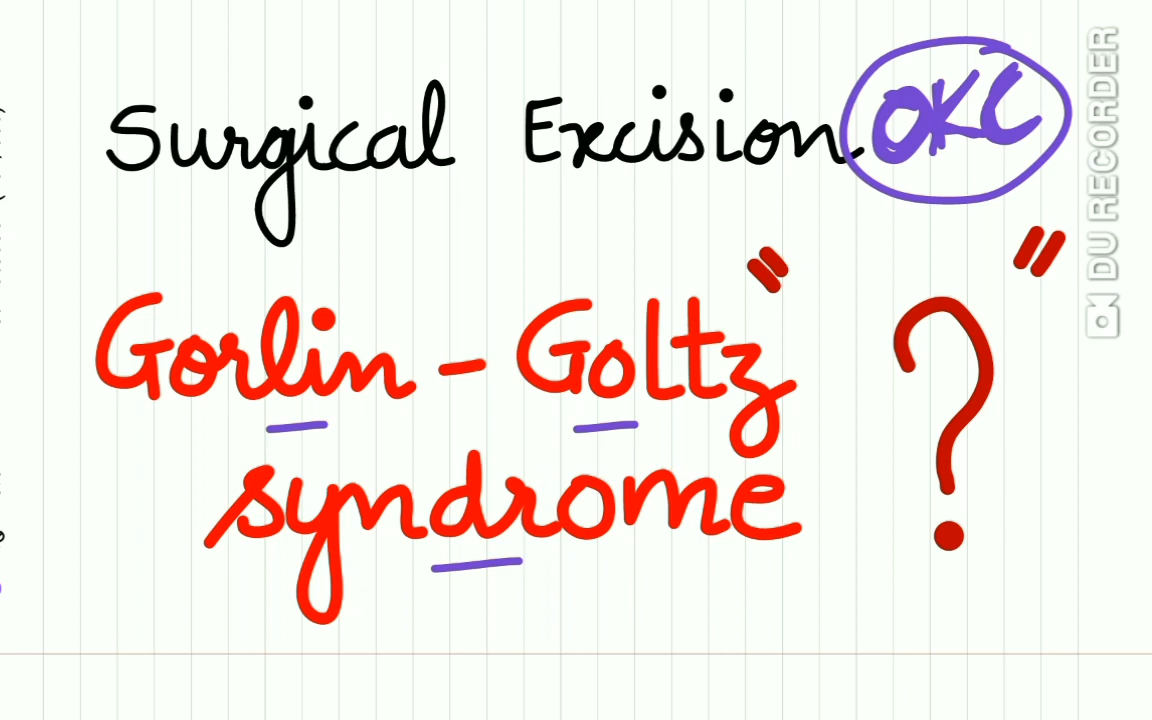 Surgical Excision OKC
Gorlin - Goltz " ?"
syndrome
DU RECORDER